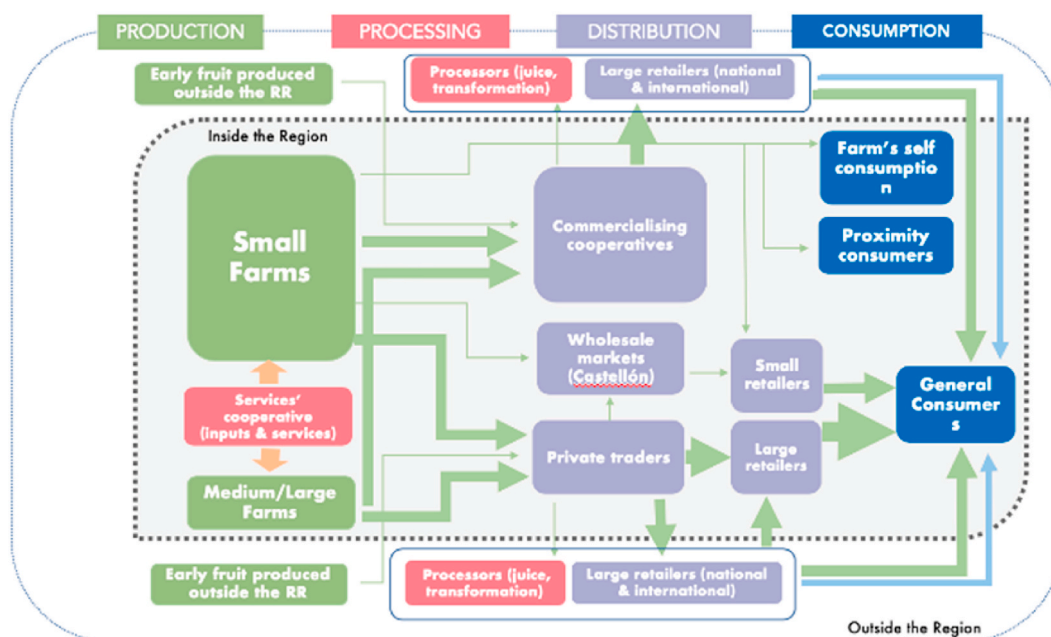 PRODUCTION
PROCESSING
DISTRIBUTION
CONSUMPTION
Early fruit produced
outside the RR
Processors (juice,
transformation)
Large retailers (national
& international)
Inside the Region
Small
Farms
Commercialising
cooperatives
Farm's self
consumptio
n
Proximity
consumers
Wholesale
markets
(Castellón)
Small
retailers
General
Consumer
s
Services'
cooperative
(inputs & services)
Private traders
Large
retailers
Medium/Large
Farms
Early fruit produced
outside the RR
Processors (juice,
transformation)
Large retailers (national
& international)
Outside the Region